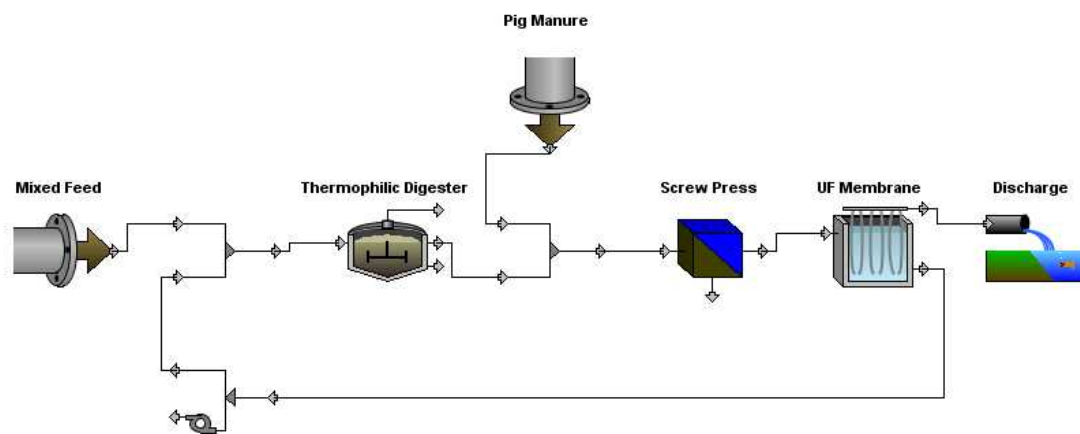 Pig Manure
Mixed Feed
Thermophilic Digester
Screw Press
UF Membrane
Discharge